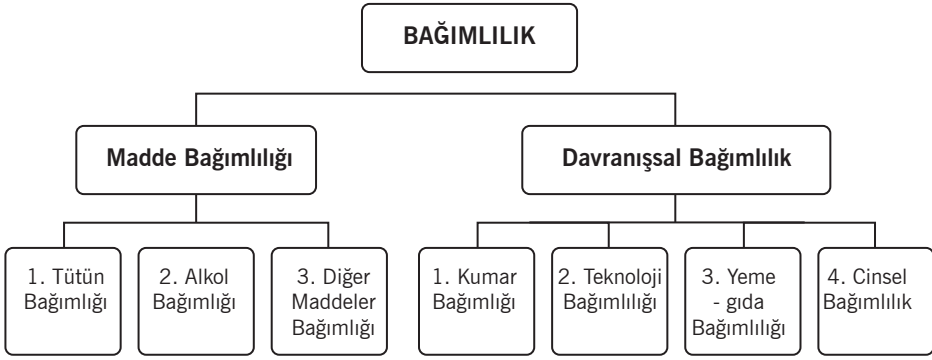 BAĞIMLILIK
Madde Bağımlılığı
Davranışsal Bağımlılık
1. Tütün
Bağımlığı
2. Alkol
Bağımlığı
3. Diğer
Maddeler
Bağımlığı
1. Kumar
Bağımlığı
2. Teknoloji
Bağımlılığı
3. Yeme
- gıda
Bağımlılığı
4. Cinsel
Bağımlılık